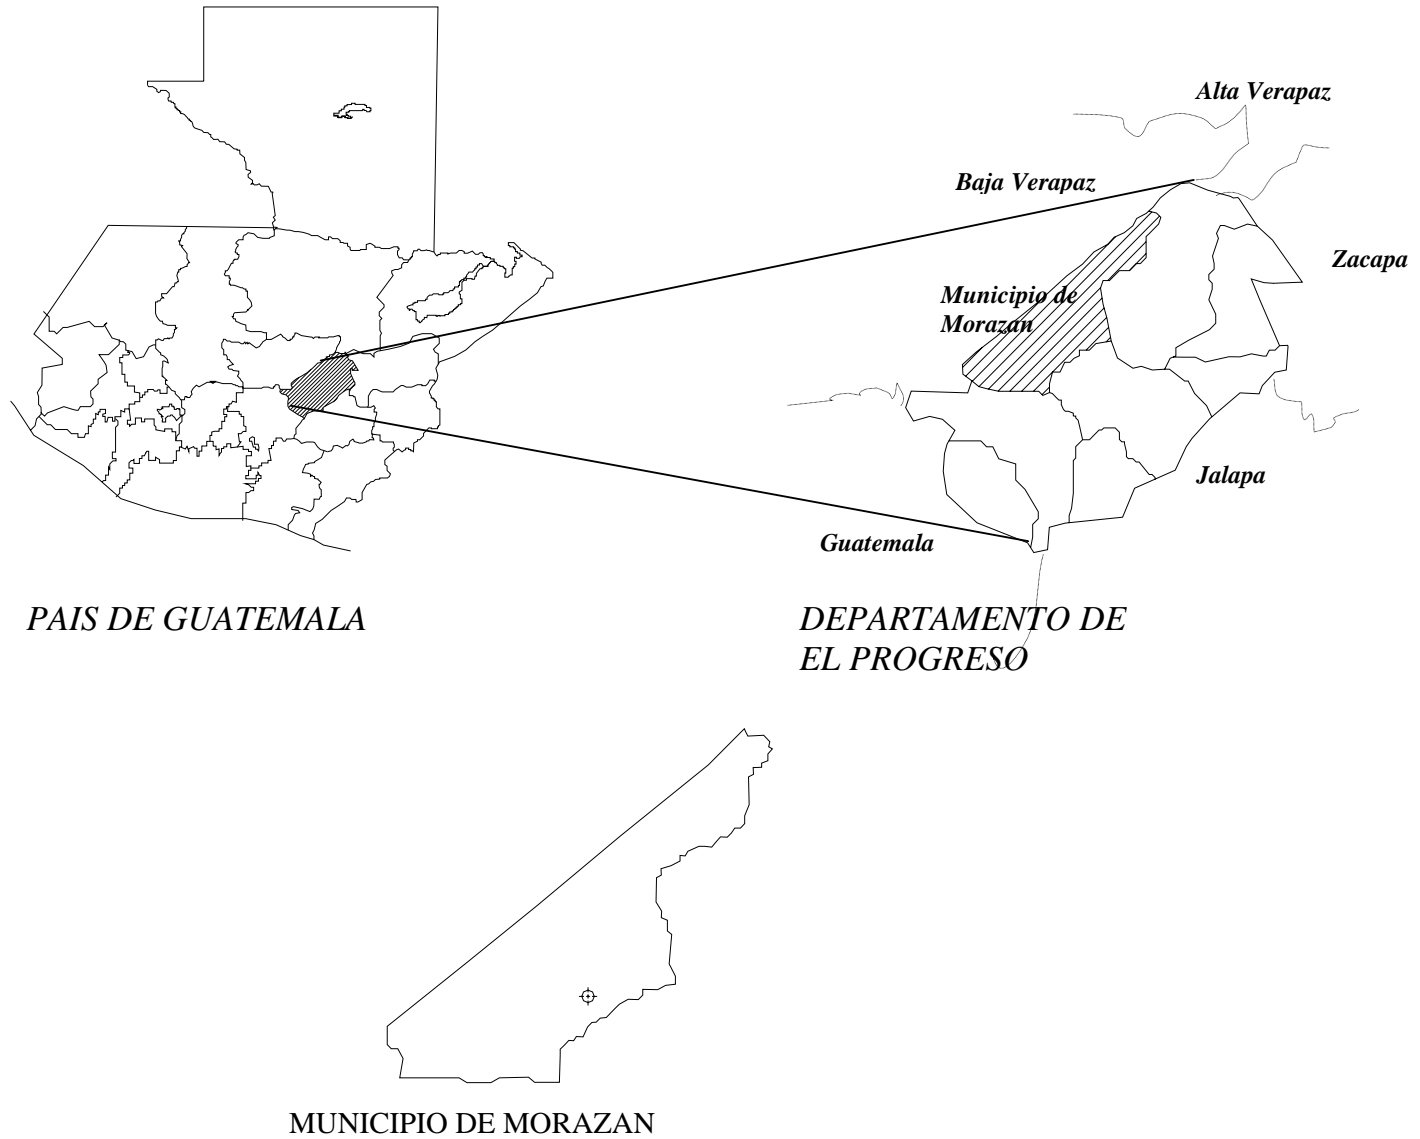 Alta Verapaz
Baja Verapaz
Zacapa
Municipio de
Morazan
Jalapa
Guatemala
PAIS DE GUATEMALA
DEPARTAMENTO DE
EL PROGRESO
MUNICIPIO DE MORAZAN